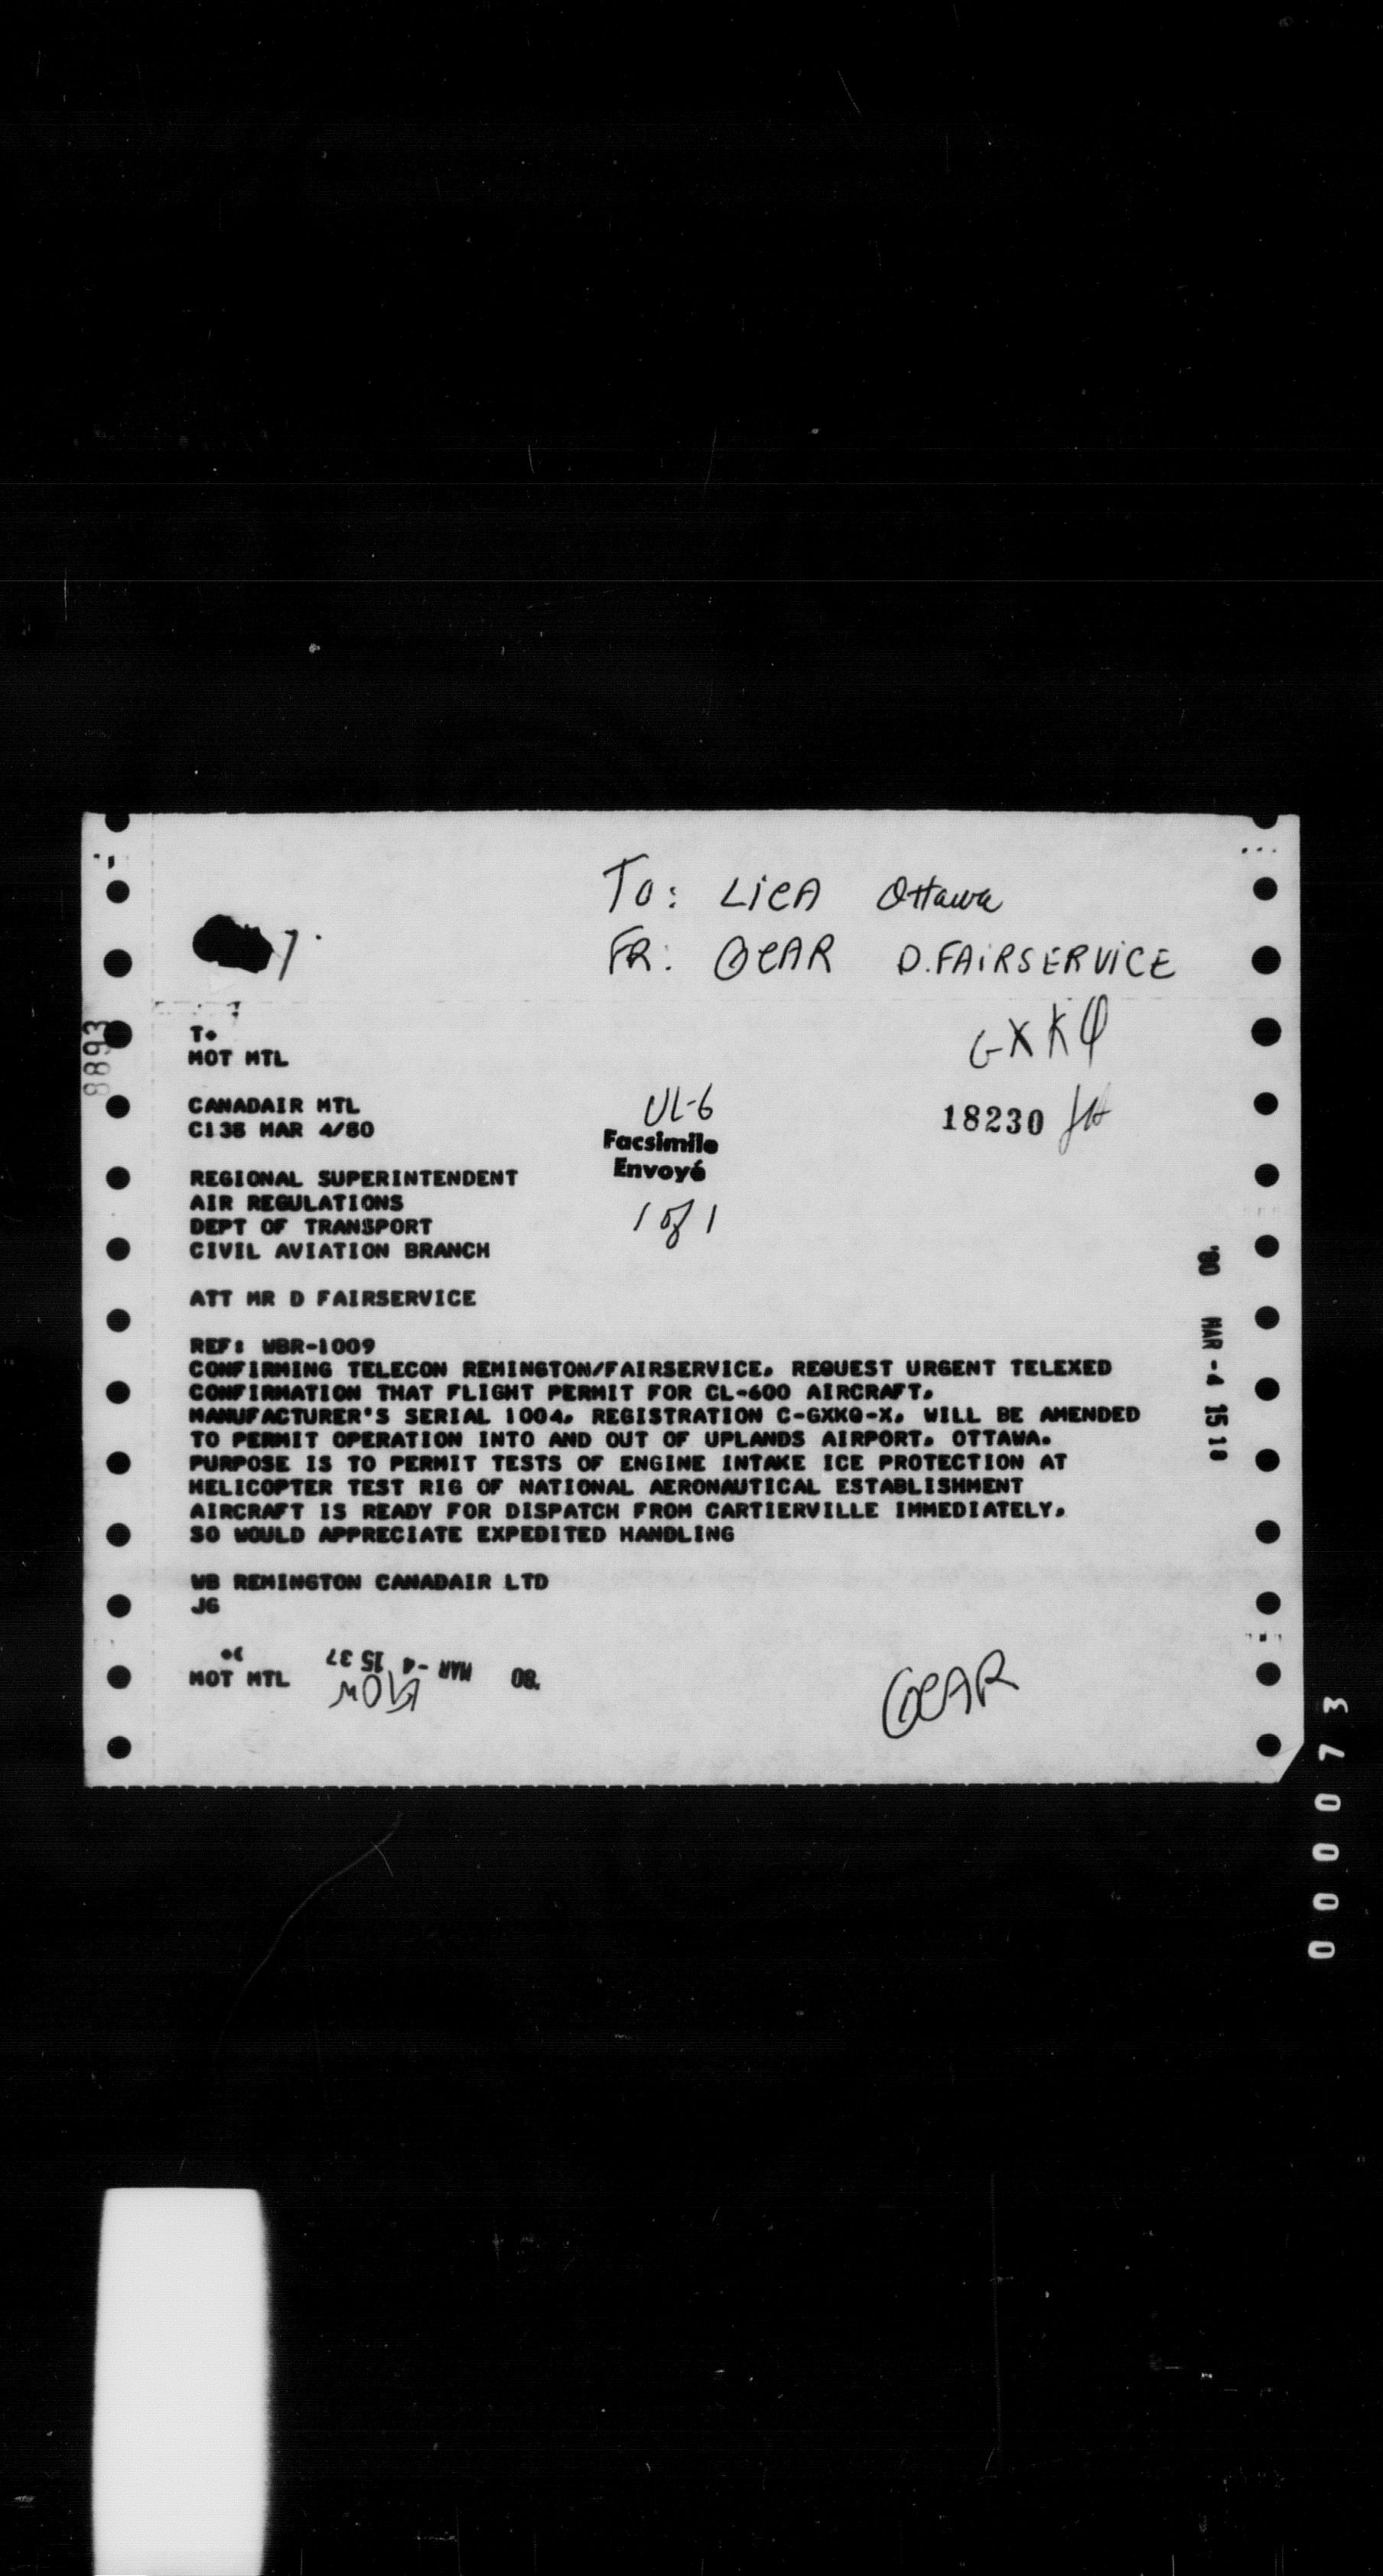 To: LicA Ottawa
FR: QCAR D.FAIRSERVICE
GXKQ
8893
T.
MOT MTL
CANADAIR MTL
C135 MAR 4/80
UL-6
18230
Facsimile
Envoyé
1 of 1
REGIONAL SUPERINTENDENT
AIR REGULATIONS
DEPT OF TRANSPORT
CIVIL AVIATION BRANCH
ATT MR D FAIRSERVICE
'80 MAR -4 15 18
REF: WBR-1009
CONFIRMING TELECON REMINGTON/FAIRSERVICE. REQUEST URGENT TELEXED
CONFIRMATION THAT FLIGHT PERMIT FOR CL-600 AIRCRAFT,
MANUFACTURER'S SERIAL 1004, REGISTRATION C-GXKQ-X, WILL BE AMENDED
TO PERMIT OPERATION INTO AND OUT OF UPLANDS AIRPORT, OTTAWA.
PURPOSE IS TO PERMIT TESTS OF ENGINE INTAKE ICE PROTECTION AT
HELICOPTER TEST RIG OF NATIONAL AERONAUTICAL ESTABLISHMENT
AIRCRAFT IS READY FOR DISPATCH FROM CARTIERVILLE IMMEDIATELY,
SO WOULD APPRECIATE EXPEDITED HANDLING
WB REMINGTON CANADAIR LTD
JG
MOT MTL
'80 MAR -4 15 37
QCAR
000073